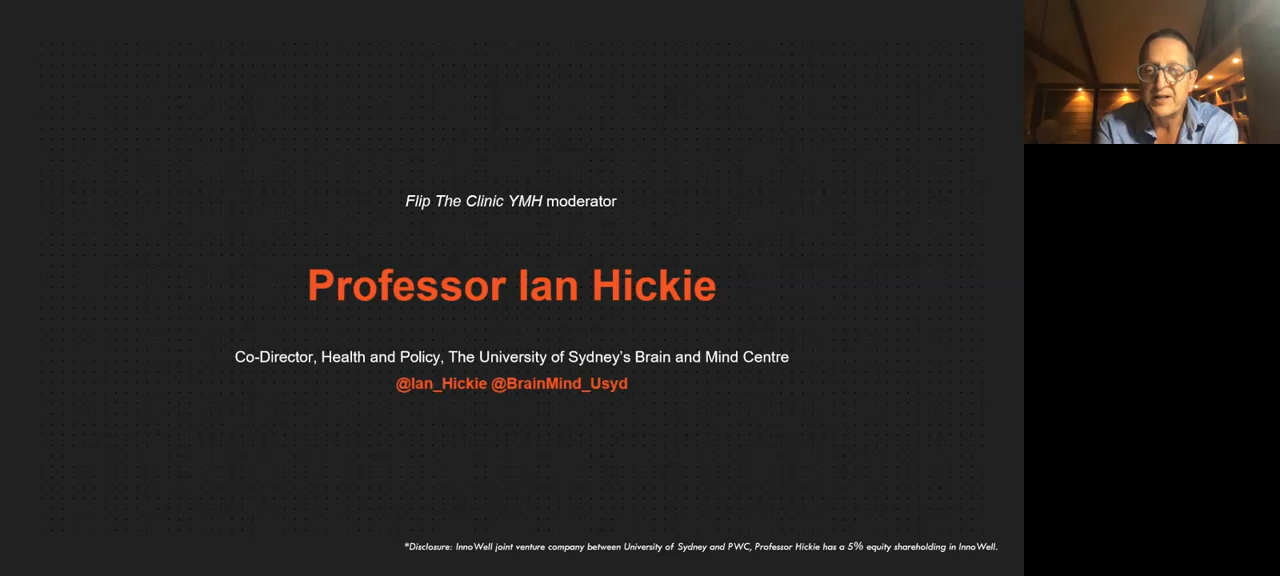 Flip The Clinic YMH moderator
Professor Ian Hickie
Co-Director, Health and Policy, The University of Sydney’s Brain and Mind Centre
@Ian_Hickie @BrainMind_Usyd
*Disclosure: InnoWell joint venture company between University of Sydney and PWC, Professor Hickie has a 5% equity shareholding in InnoWell.